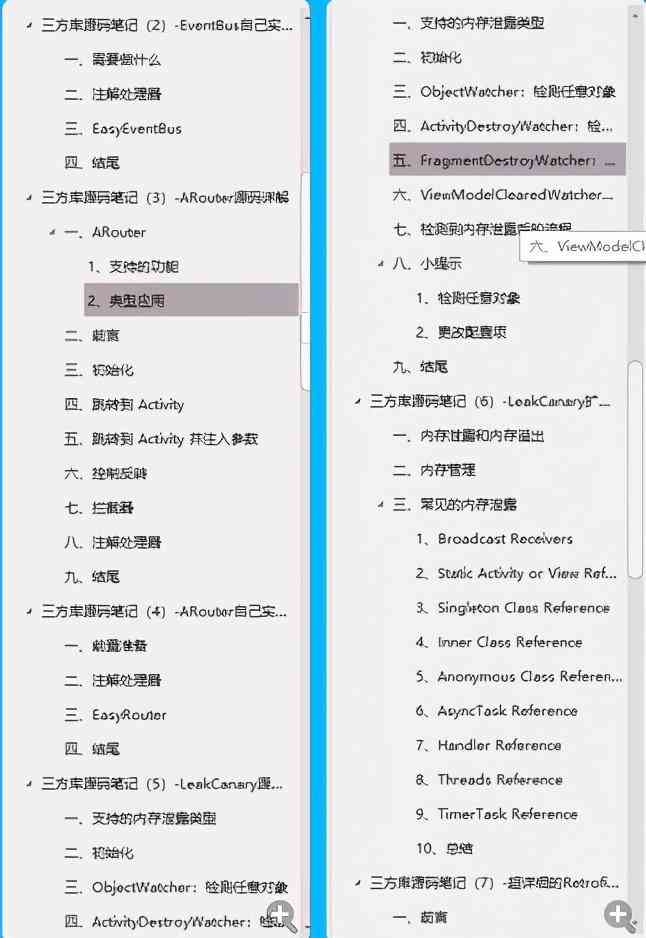 三方库源码笔记（2）-EventBus自己实...
一、需要做什么
二、注解处理器
三、EasyEventBus
四、结尾
三方库源码笔记（3）-ARouter源码详解
一、ARouter
1、支持的功能
2、典型应用
二、前言
三、初始化
四、跳转到 Activity
五、跳转到 Activity 并注入参数
六、控制反转
七、拦截器
八、注解处理器
九、结尾
三方库源码笔记（4）-ARouter自己实...
一、前置准备
二、注解处理器
三、EasyRouter
四、结尾
三方库源码笔记（5）-LeakCanary源...
一、支持的内存泄露类型
二、初始化
三、ObjectWatcher：检测任意对象
四、ActivityDestroyWatcher：检...
一、支持的内存泄露类型
二、初始化
三、ObjectWatcher：检测任意对象
四、ActivityDestroyWatcher：检...
五、FragmentDestroyWatcher：...
六、ViewModelClearedWatcher...
七、检测到内存泄露后的流程
六、ViewModelCl
八、小提示
1、检测任意对象
2、更改配置项
九、结尾
三方库源码笔记（6）-LeakCanary扩...
一、内存泄露和内存溢出
二、内存管理
三、常见的内存泄露
1、Broadcast Receivers
2、Static Activity or View Ref...
3、Singleton Class Reference
4、Inner Class Reference
5、Anonymous Class Referen...
6、AsyncTask Reference
7、Handler Reference
8、Threads Reference
9、TimerTask Reference
10、总结
三方库源码笔记（7）-超详细的Retrofi...
一、前言